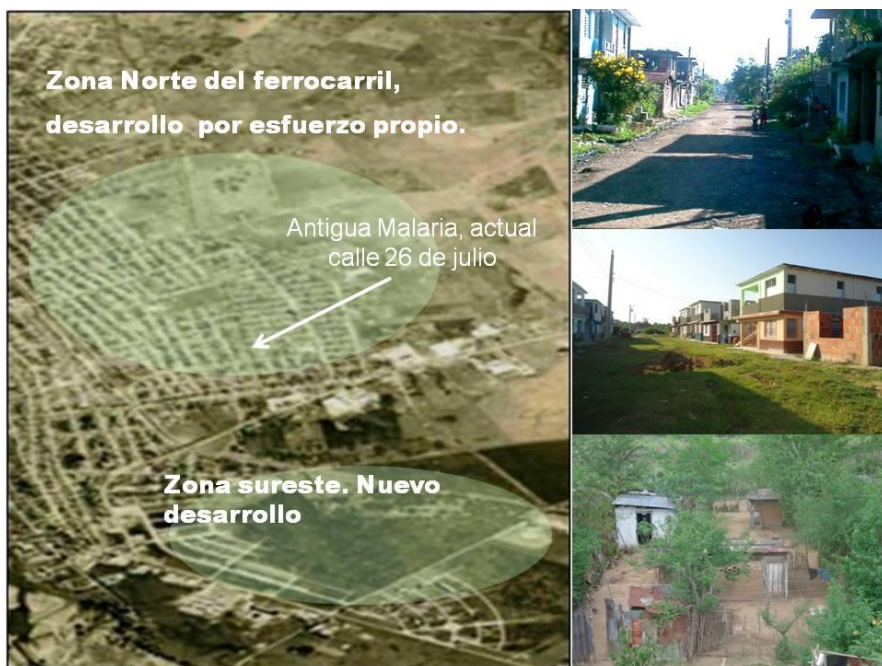 Zona Norte del ferrocarril,
desarrollo por esfuerzo propio.
Antigua Malaria, actual
calle 26 de julio
Zona sureste. Nuevo
desarrollo